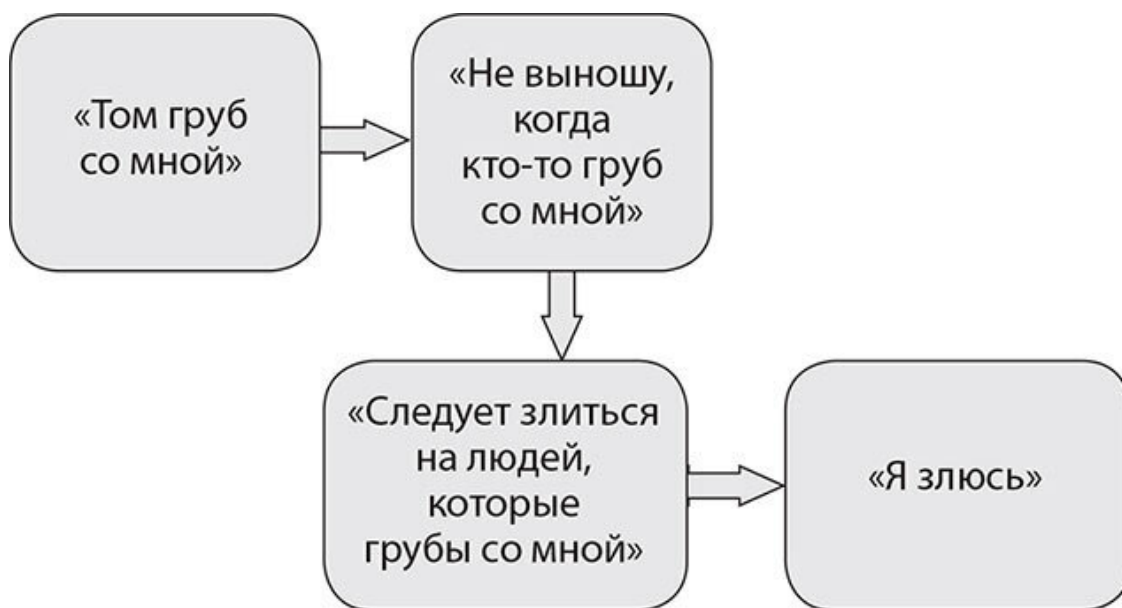 «Том груб
со мной»
«Не выношу,
когда
кто-то груб
со мной»
«Следует злиться
на людей,
которые
грубы со мной»
«Я злюсь»